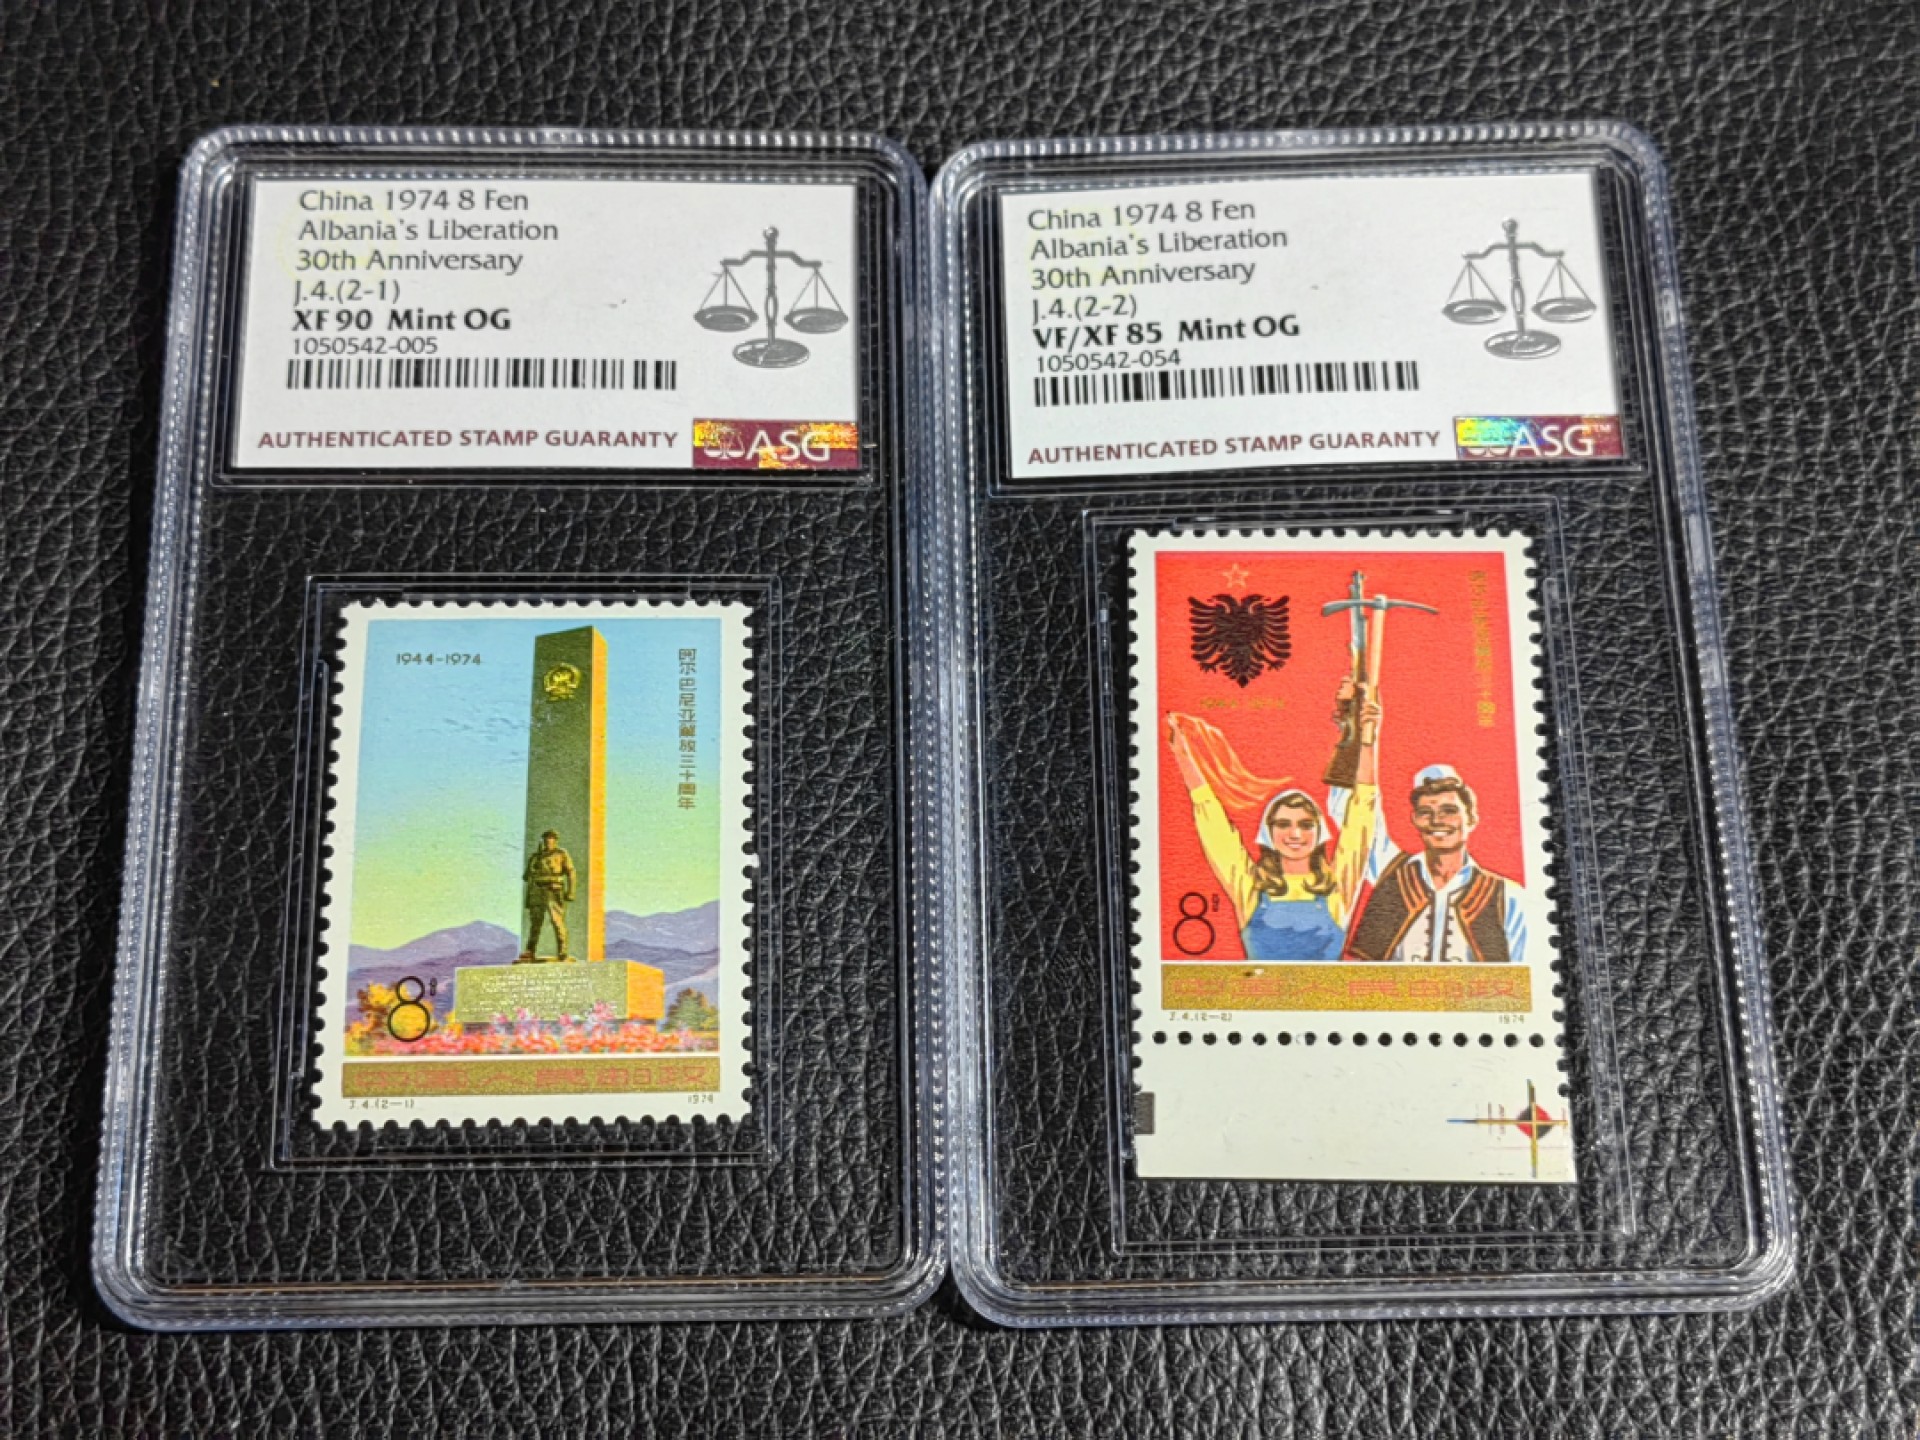 China 1974 8 Fen
Albania's Liberation
30th Anniversary
J.4.(2-1)
XF 90 Mint OG
1050542-005
AUTHENTICATED STAMP GUARANTY
ASG
1944-1974
阿尔巴尼亚解放三十周年
8分
中国人民邮政
J.4.(2-1)
1974
China 1974 8 Fen
Albania's Liberation
30th Anniversary
J.4.(2-2)
VF/XF 85 Mint OG
1050542-054
AUTHENTICATED STAMP GUARANTY
ASG™
8分
中国人民邮政
J.4.(2-2)
1974